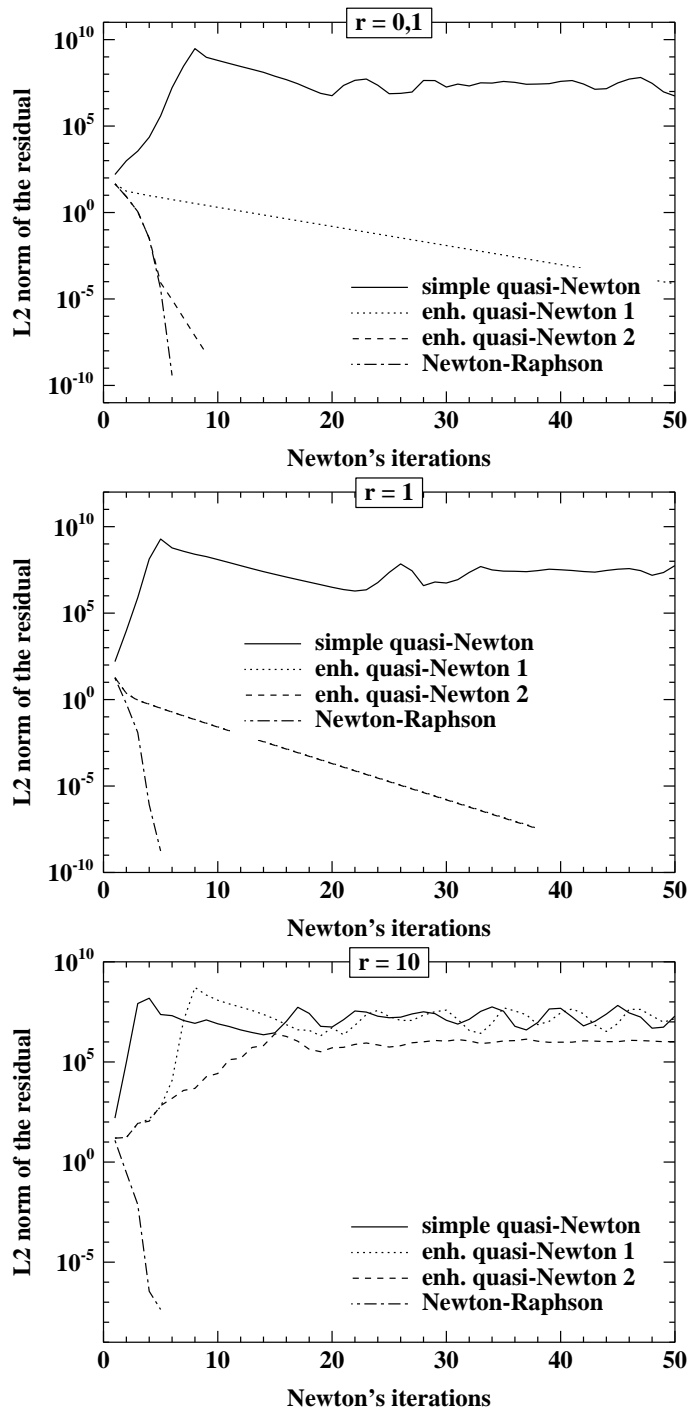 r = 0,1
10^10
10^5
10^0
10^-5
10^-10
L2 norm of the residual
simple quasi-Newton
enh. quasi-Newton 1
enh. quasi-Newton 2
Newton-Raphson
0 10 20 30 40 50
Newton's iterations
r = 1
10^10
10^5
10^0
10^-5
10^-10
L2 norm of the residual
simple quasi-Newton
enh. quasi-Newton 1
enh. quasi-Newton 2
Newton-Raphson
0 10 20 30 40 50
Newton's iterations
r = 10
10^10
10^5
10^0
10^-5
L2 norm of the residual
simple quasi-Newton
enh. quasi-Newton 1
enh. quasi-Newton 2
Newton-Raphson
0 10 20 30 40 50
Newton's iterations